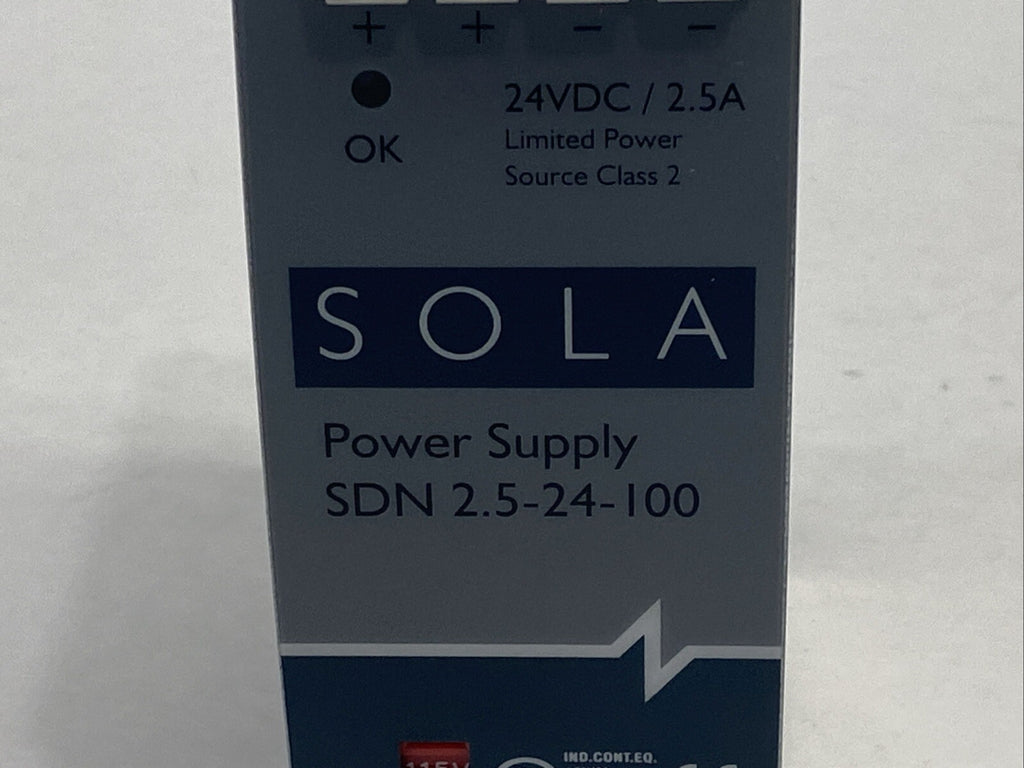 + + − −
24VDC / 2.5A
OK
Limited Power
Source Class 2
SOLA
Power Supply
SDN 2.5-24-100
115V
IND.CONT.EQ.